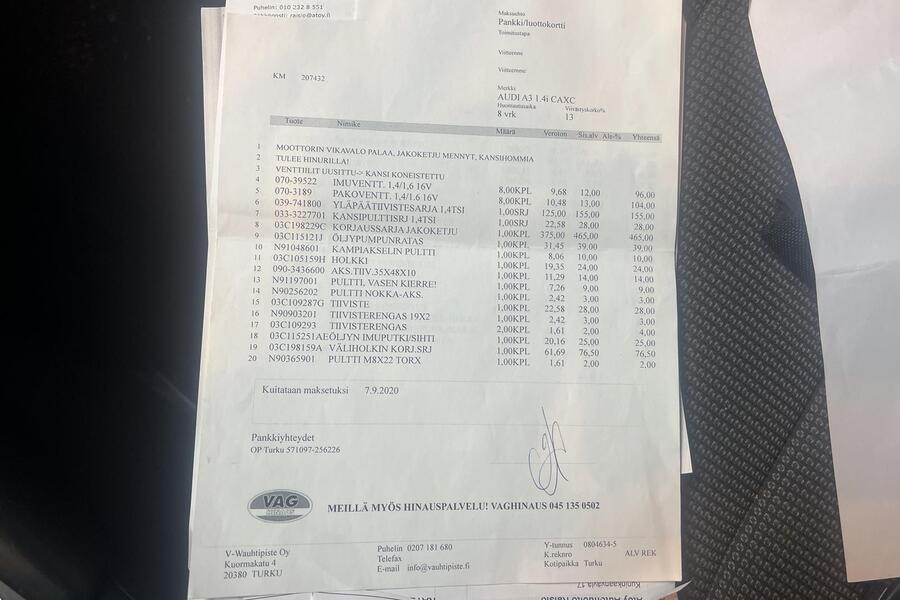 Puhelin: 010 232 8 551
raisio@atoy.fi
Maksuehto
Pankki/luottokortti
Toimitustapa
Viitteenne
Viitteemme
KM 207432
Merkki
AUDI A3 1.4i CAXC
Huomautusaika Viivästyskorko%
8 vrk 13
Tuote Nimike Määrä Veroton Sis.alv Ale-% Yhteensä
1 MOOTTORIN VIKAVALO PALAA, JAKOKETJU MENNYT, KANSIHOMMIA
2 TULEE HINURILLA!
3 VENTTIILIT UUSITTU-> KANSI KONEISTETTU
4 070-39522 IMUVENTT. 1,4/1,6 16V 8,00KPL 9,68 12,00 96,00
5 070-3189 PAKOVENTT. 1,4/1.6 16V 8,00KPL 10,48 13,00 104,00
6 039-741800 YLÄPÄÄTIIVISTESARJA 1,4TSI 1,00SRJ 125,00 155,00 155,00
7 033-3227701 KANSIPULTTISRJ 1,4TSI 1,00SRJ 22,58 28,00 28,00
8 03C198229C KORJAUSSARJA JAKOKETJU 1,00KPL 375,00 465,00 465,00
9 03C115121J ÖLJYPUMPUNRATAS 1,00KPL 31,45 39,00 39,00
10 N91048601 KAMPIAKSELIN PULTTI 1,00KPL 8,06 10,00 10,00
11 03C105159H HOLKKI 1,00KPL 19,35 24,00 24,00
12 090-3436600 AKS.TIIV.35X48X10 1,00KPL 11,29 14,00 14,00
13 N91197001 PULTTI, VASEN KIERRE! 1,00KPL 7,26 9,00 9,00
14 N90256202 PULTTI NOKKA-AKS. 1,00KPL 2,42 3,00 3,00
15 03C109287G TIIVISTE 1,00KPL 22,58 28,00 28,00
16 N90903201 TIIVISTERENGAS 19X2 1,00KPL 2,42 3,00 3,00
17 03C109293 TIIVISTERENGAS 2,00KPL 1,61 2,00 4,00
18 03C115251AE ÖLJYN IMUPUTKI/SIHTI 1,00KPL 20,16 25,00 25,00
19 03C198159A VÄLIHOLKIN KORJ.SRJ 1,00KPL 61,69 76,50 76,50
20 N90365901 PULTTI M8X22 TORX 1,00KPL 1,61 2,00 2,00
Kuitataan maksetuksi 7.9.2020
Pankkiyhteydet
OP Turku 571097-256226
VAG
MEILLÄ MYÖS HINAUSPALVELU! VAGHINAUS 045 135 0502
V-Wauhtipiste Oy Puhelin 0207 181 680 Y-tunnus 0804634-5
Kuormakatu 4 Telefax K.reknro ALV REK
20380 TURKU E-mail info@vauhtipiste.fi Kotipaikka Turku